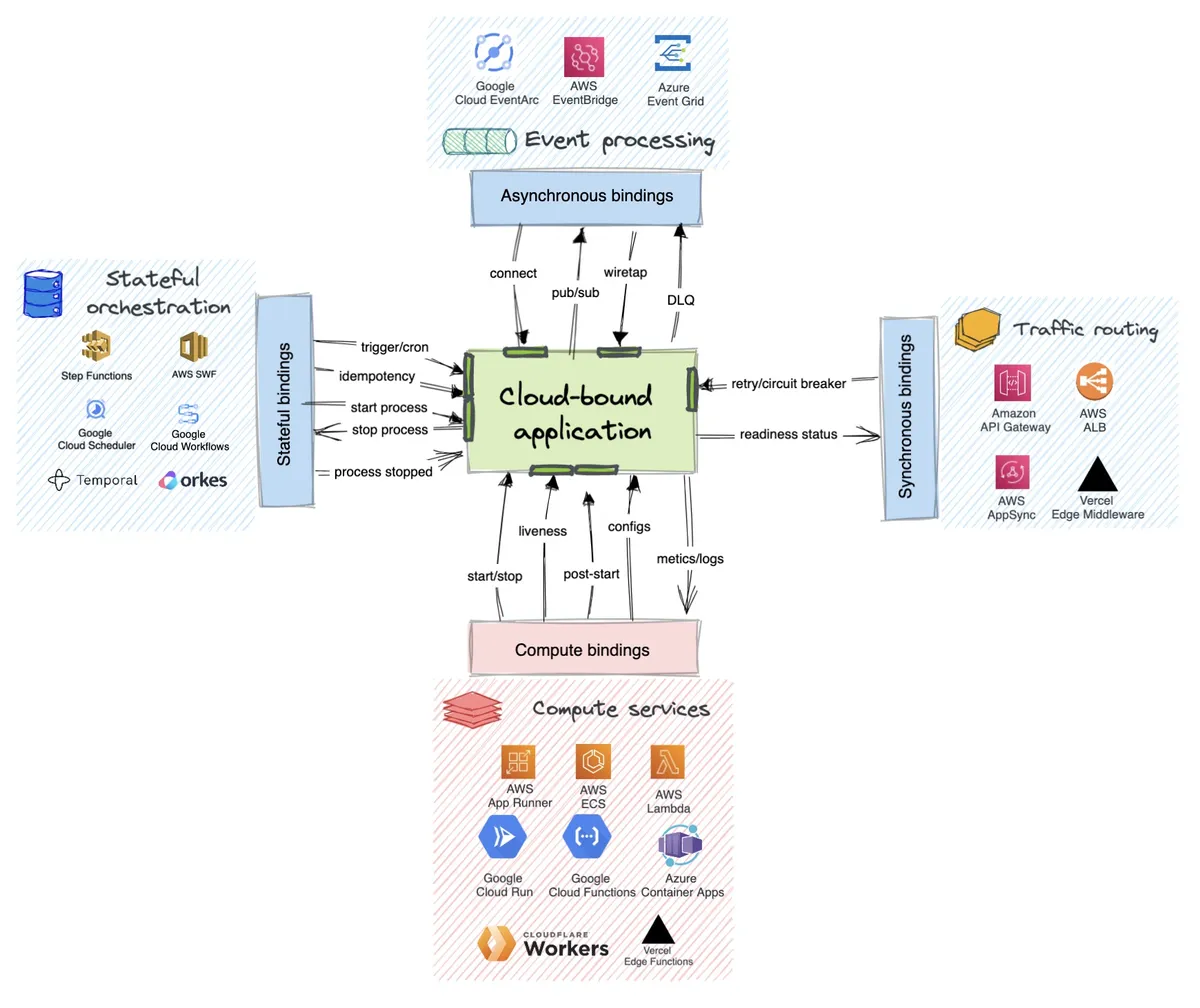 Google
Cloud EventArc
AWS
EventBridge
Azure
Event Grid
Event processing
Asynchronous bindings
connect
pub/sub
wiretap
DLQ
Stateful
orchestration
Step Functions
AWS SWF
Google
Cloud Scheduler
Google
Cloud Workflows
Temporal
orkes
Stateful bindings
trigger/cron
idempotency
start process
stop process
process stopped
Cloud-bound
application
retry/circuit breaker
readiness status
Synchronous bindings
Traffic routing
Amazon
API Gateway
AWS
ALB
AWS
AppSync
Vercel
Edge Middleware
start/stop
liveness
post-start
configs
metics/logs
Compute bindings
Compute services
AWS
App Runner
AWS
ECS
AWS
Lambda
Google
Cloud Run
Google
Cloud Functions
Azure
Container Apps
CLOUDFLARE
Workers
Vercel
Edge Functions